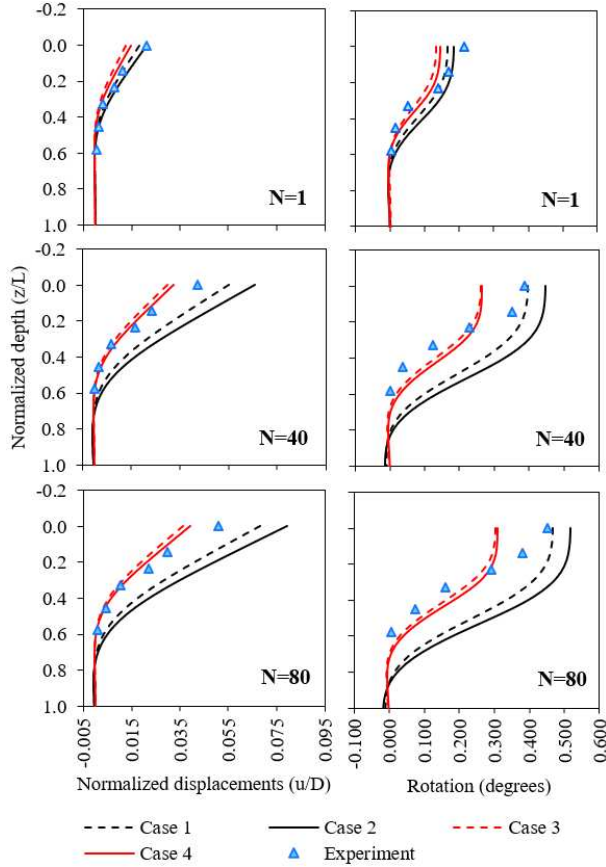 -0.2
0.0
0.2
0.4
0.6
0.8
1.0
N=1
N=1
-0.2
0.0
0.2
0.4
0.6
0.8
1.0
N=40
N=40
-0.2
0.0
0.2
0.4
0.6
0.8
1.0
N=80
N=80
Normalized depth (z/L)
-0.005 0.015 0.035 0.055 0.075 0.095
-0.100 0.000 0.100 0.200 0.300 0.400 0.500 0.600
Normalized displacements (u/D) Rotation (degrees)
Case 1 Case 2 Case 3
Case 4 Experiment